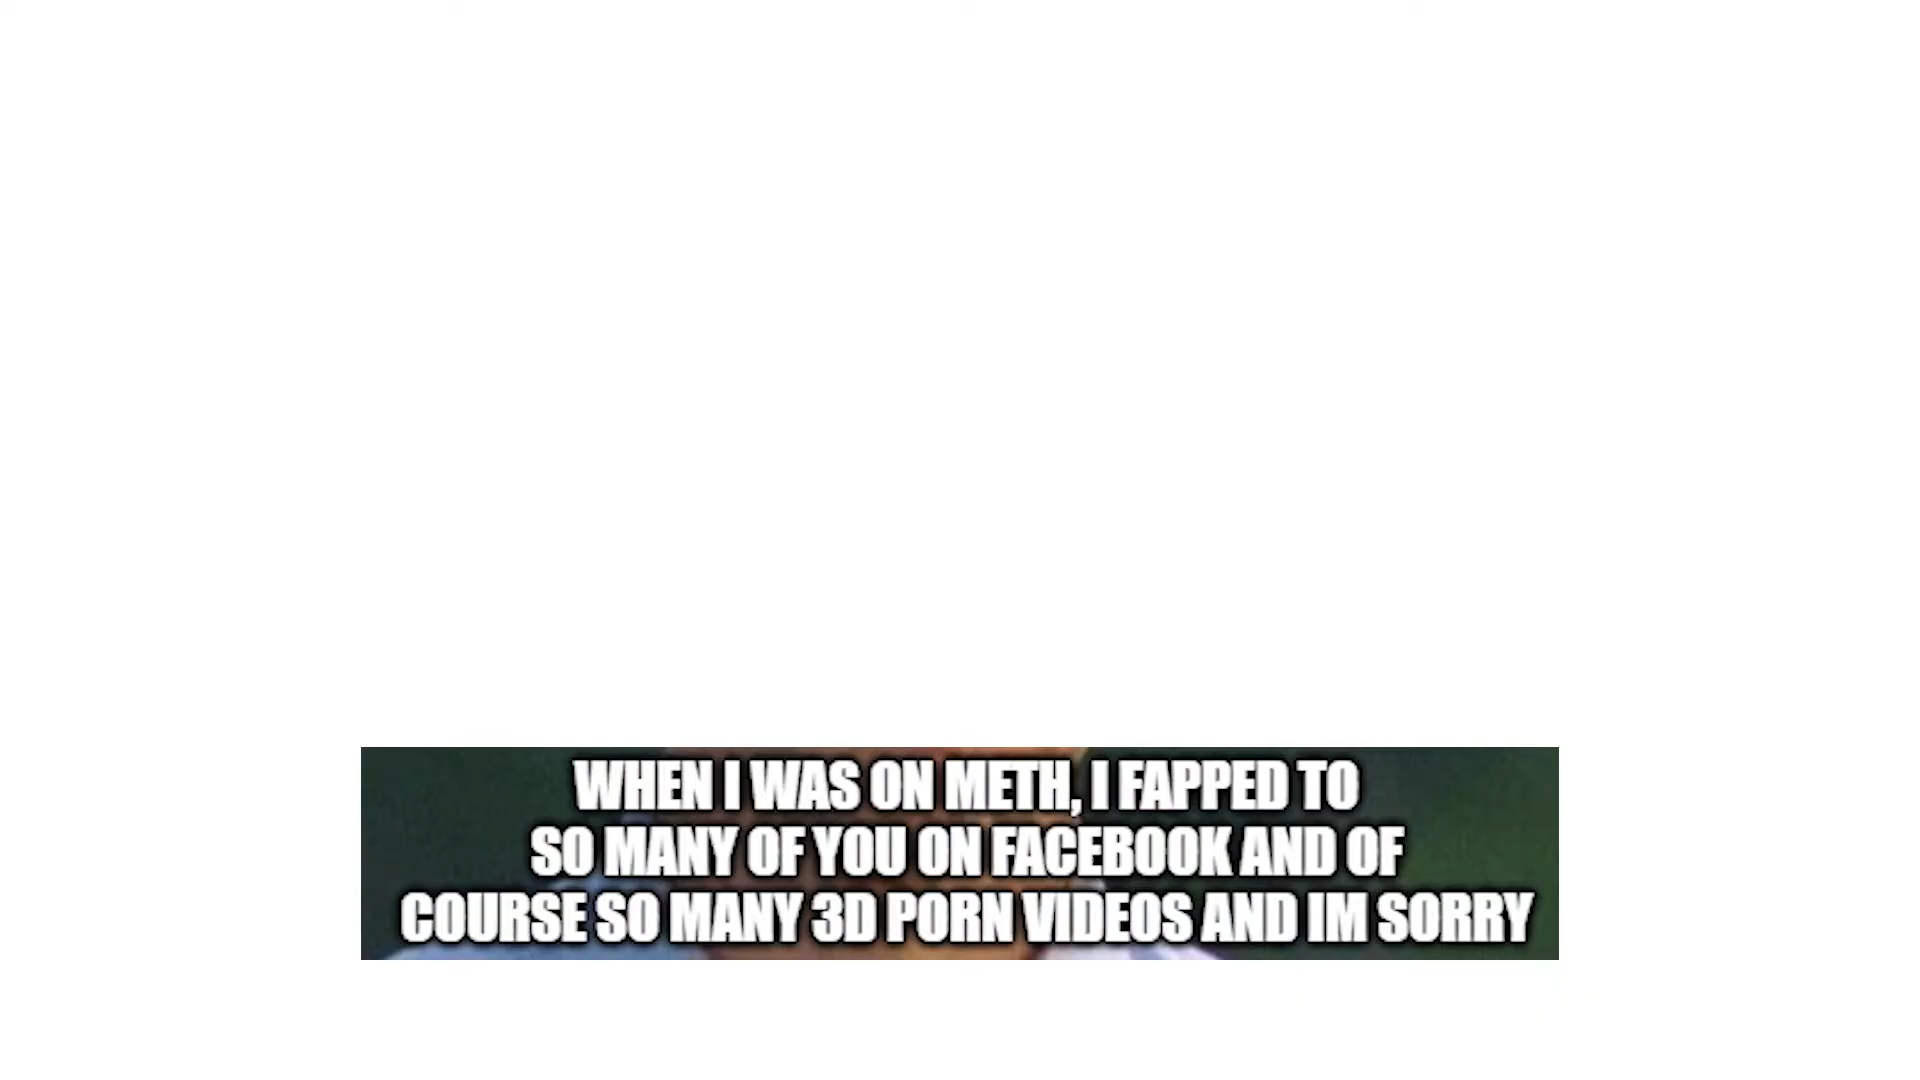 WHEN I WAS ON METH, I FAPPED TO
SO MANY OF YOU ON FACEBOOK AND OF
COURSE SO MANY 3D PORN VIDEOS AND IM SORRY